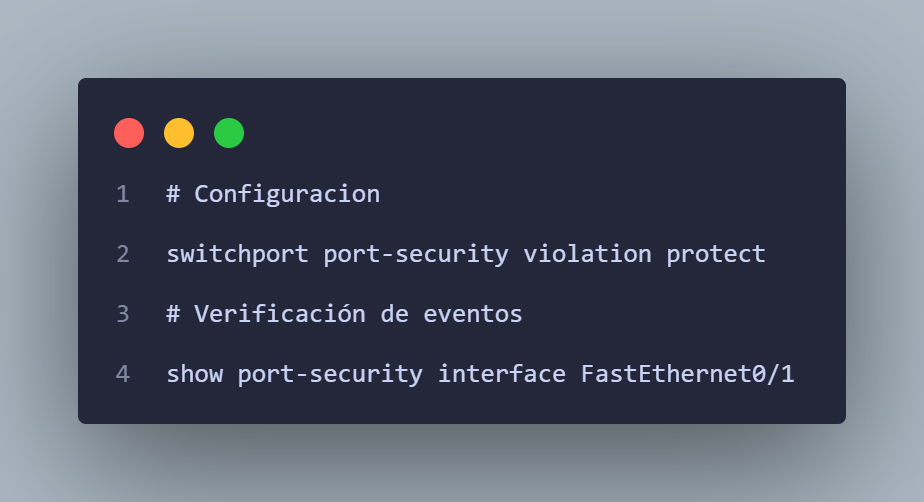 1 # Configuracion
2 switchport port-security violation protect
3 # Verificación de eventos
4 show port-security interface FastEthernet0/1